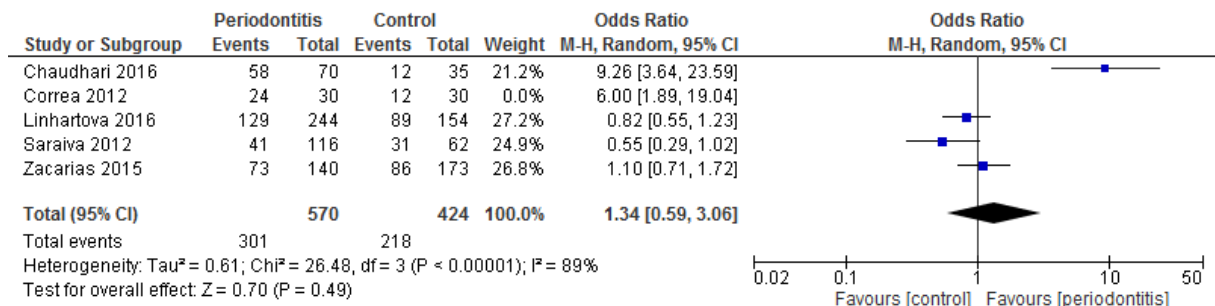 Periodontitis Control Odds Ratio Odds Ratio
Study or Subgroup Events Total Events Total Weight M-H, Random, 95% CI M-H, Random, 95% CI
Chaudhari 2016 58 70 12 35 21.2% 9.26 [3.64, 23.59]
Correa 2012 24 30 12 30 0.0% 6.00 [1.89, 19.04]
Linhartova 2016 129 244 89 154 27.2% 0.82 [0.55, 1.23]
Saraiva 2012 41 116 31 62 24.9% 0.55 [0.29, 1.02]
Zacarias 2015 73 140 86 173 26.8% 1.10 [0.71, 1.72]
Total (95% CI) 570 424 100.0% 1.34 [0.59, 3.06]
Total events 301 218
Heterogeneity: Tau² = 0.61; Chi² = 26.48, df = 3 (P < 0.00001); I² = 89%
Test for overall effect: Z = 0.70 (P = 0.49)
0.02 0.1 1 10 50
Favours [control] Favours [periodontitis]